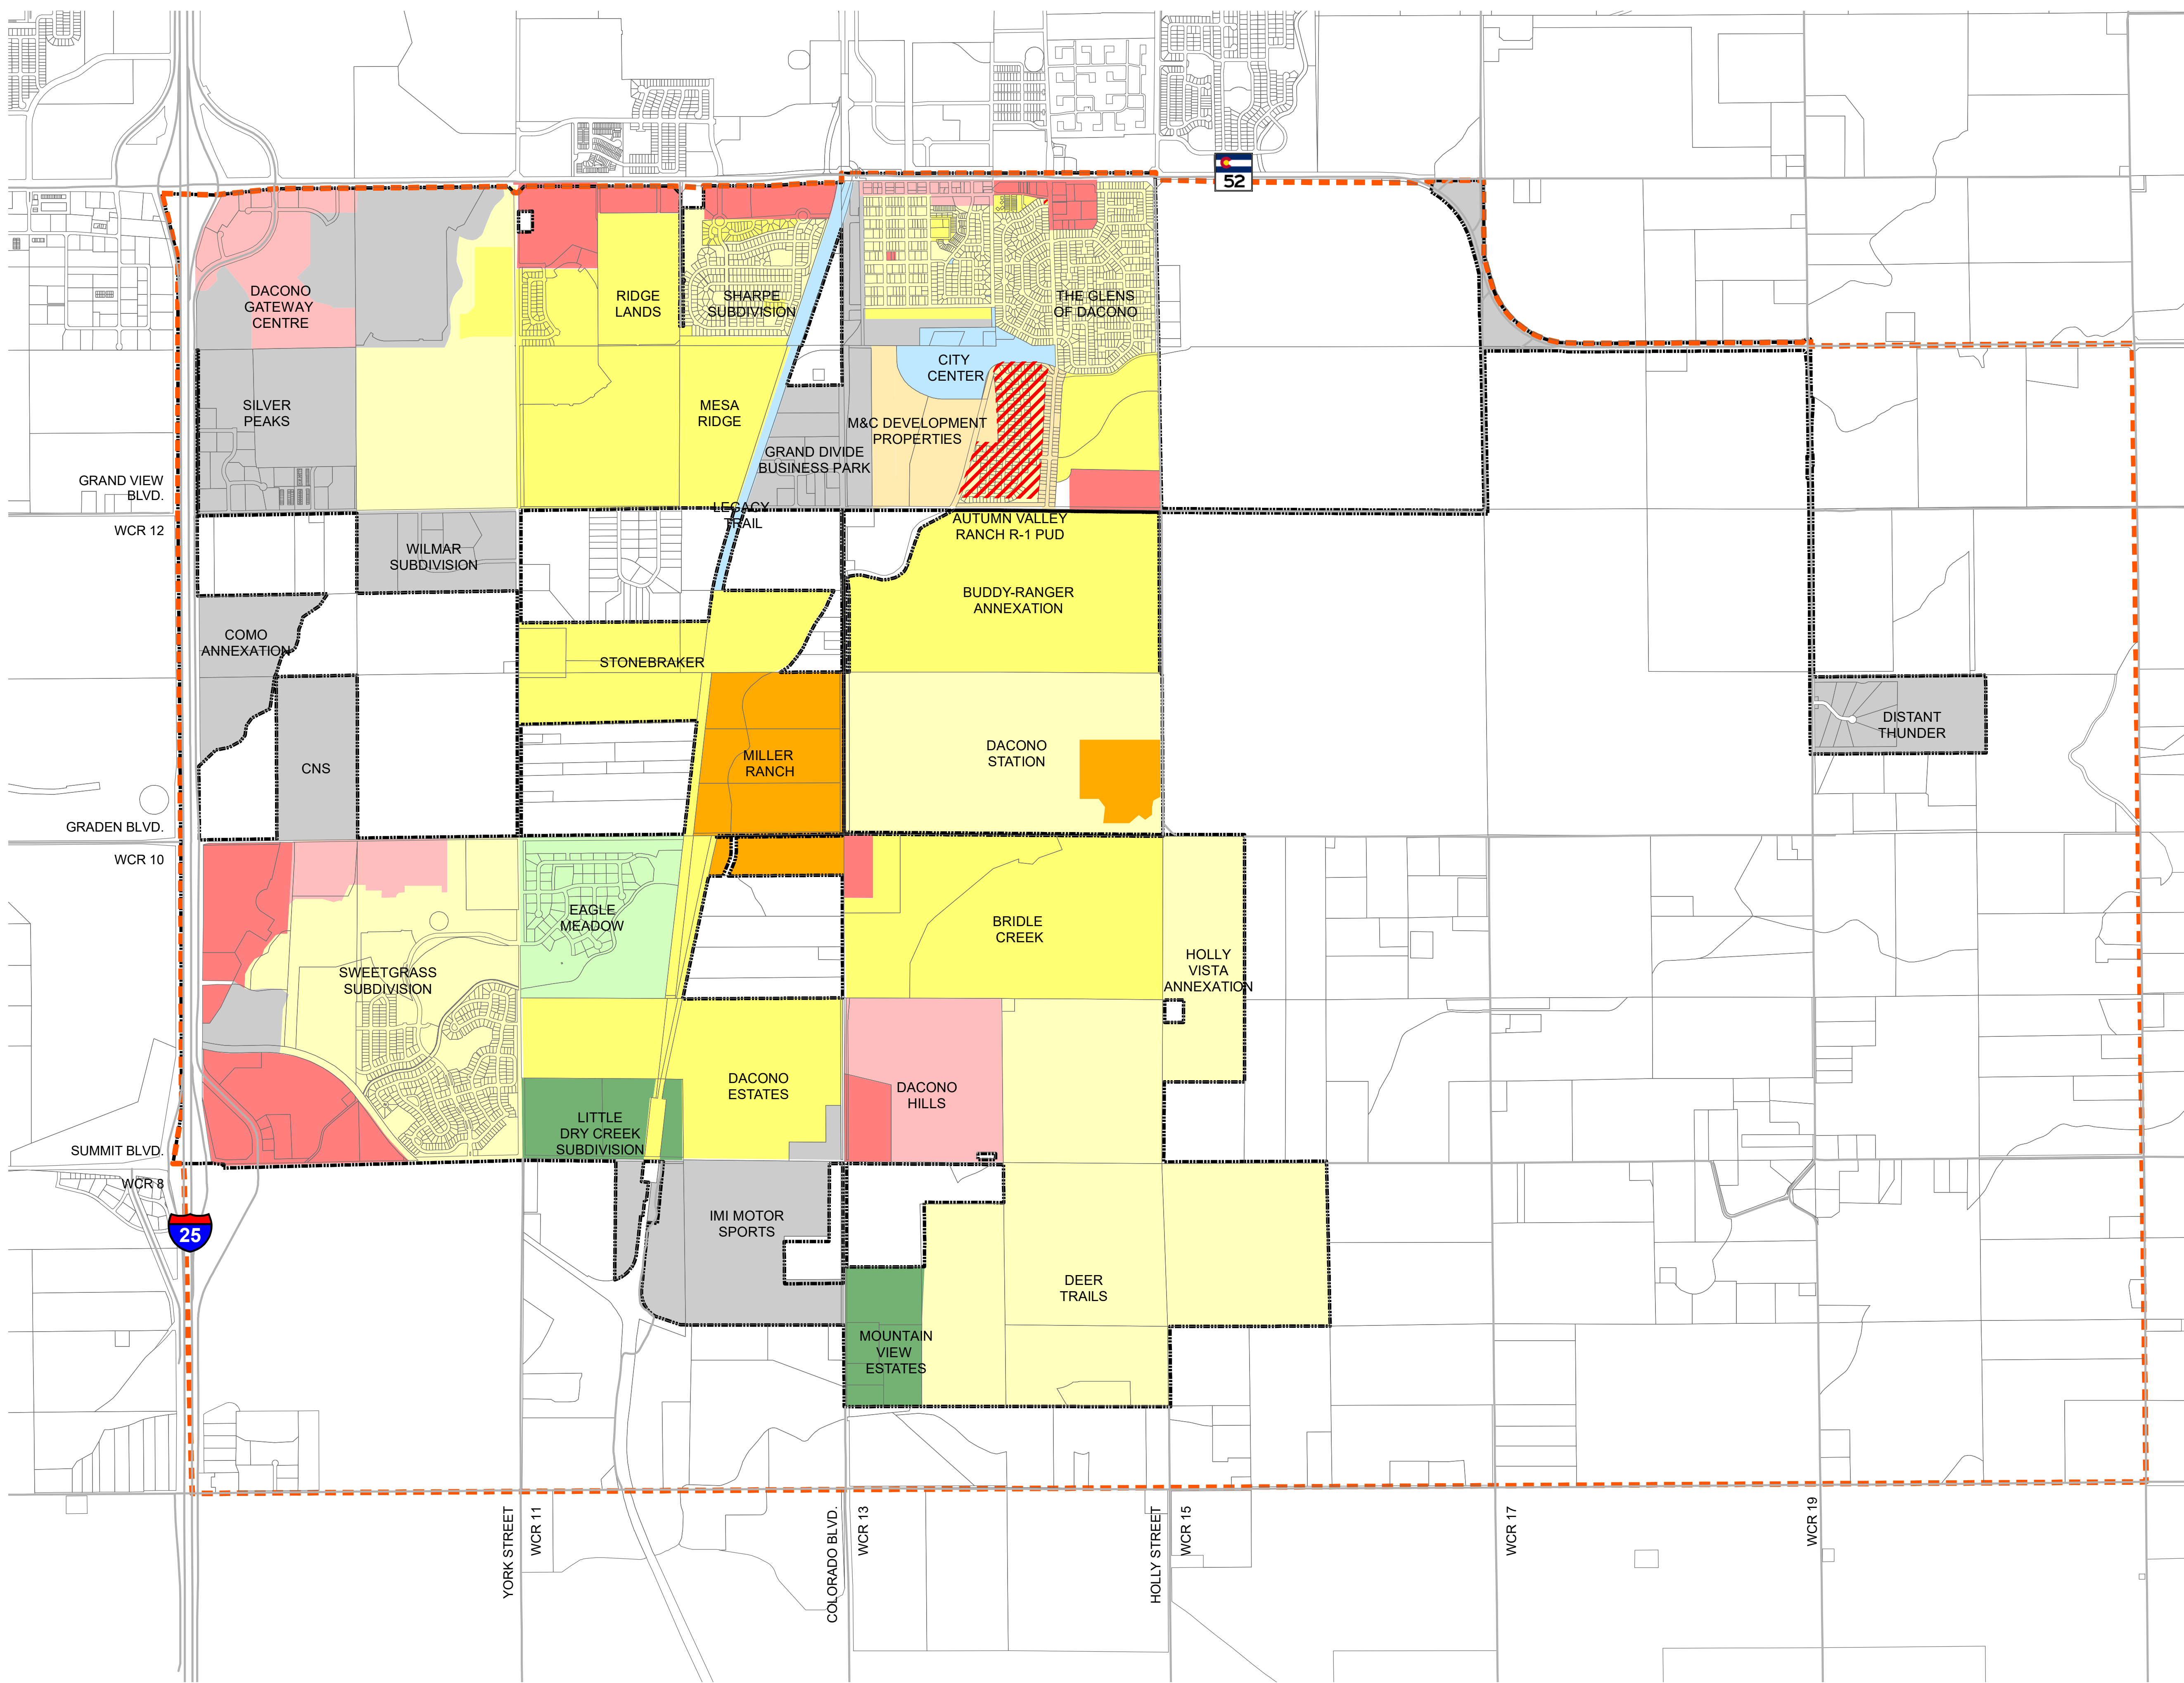 52
DACONO
GATEWAY
CENTRE
RIDGE
LANDS
SHARPE
SUBDIVISION
THE GLENS
OF DACONO
CITY
CENTER
SILVER
PEAKS
MESA
RIDGE
M&C DEVELOPMENT
PROPERTIES
GRAND DIVIDE
BUSINESS PARK
GRAND VIEW
BLVD.
WCR 12
LEGACY
TRAIL
AUTUMN VALLEY
RANCH R-1 PUD
WILMAR
SUBDIVISION
BUDDY-RANGER
ANNEXATION
COMO
ANNEXATION
STONEBRAKER
DISTANT
THUNDER
DACONO
STATION
MILLER
RANCH
CNS
GRADEN BLVD.
WCR 10
EAGLE
MEADOW
BRIDLE
CREEK
HOLLY
VISTA
ANNEXATION
SWEETGRASS
SUBDIVISION
DACONO
ESTATES
DACONO
HILLS
LITTLE
DRY CREEK
SUBDIVISION
SUMMIT BLVD.
WCR 8
25
IMI MOTOR
SPORTS
DEER
TRAILS
MOUNTAIN
VIEW
ESTATES
YORK STREET
WCR 11
COLORADO BLVD.
WCR 13
HOLLY STREET
WCR 15
WCR 17
WCR 19